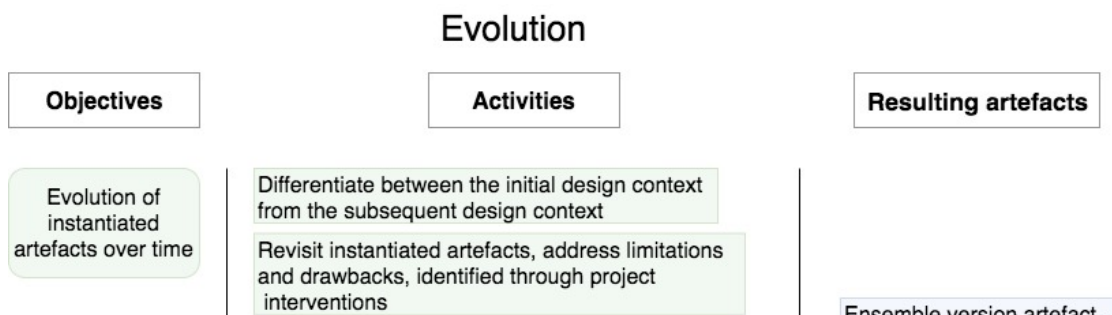 Evolution
Objectives
Activities
Resulting artefacts
Evolution of
instantiated
artefacts over time
Differentiate between the initial design context
from the subsequent design context
Revisit instantiated artefacts, address limitations
and drawbacks, identified through project
interventions
Ensemble version artefact